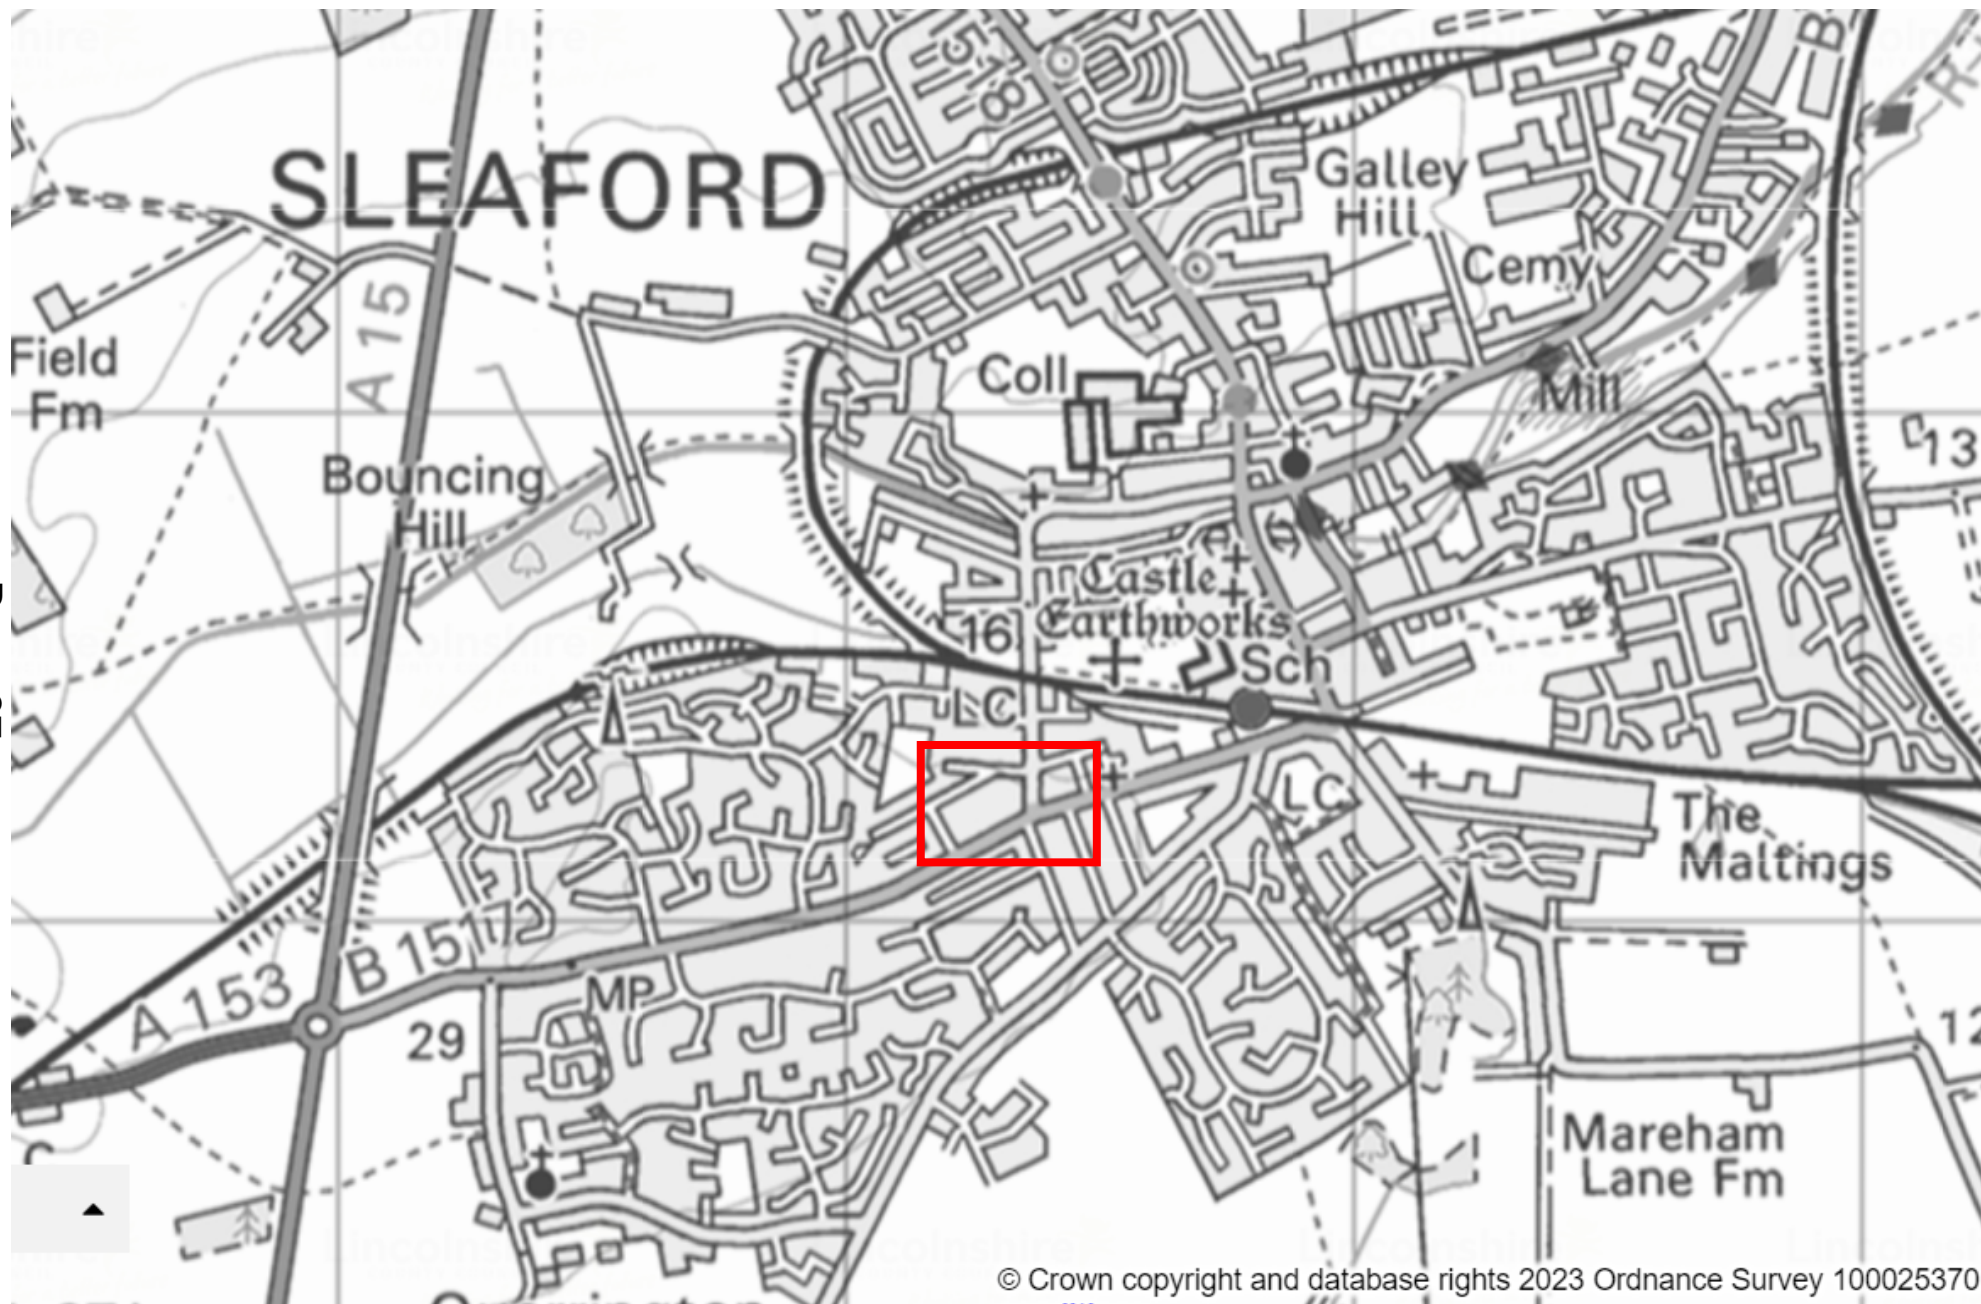 SLEAFORD
Galley
Hill
Cemy
A 15
Field
Fm
Coll
Mill
Bouncing
Hill
13
Castle
Earthworks
16
Sch
LC
LC
The
Maltings
B 1517
A 153
MP
29
Mareham
Lane Fm
Lincolnshire
© Crown copyright and database rights 2023 Ordnance Survey 100025370